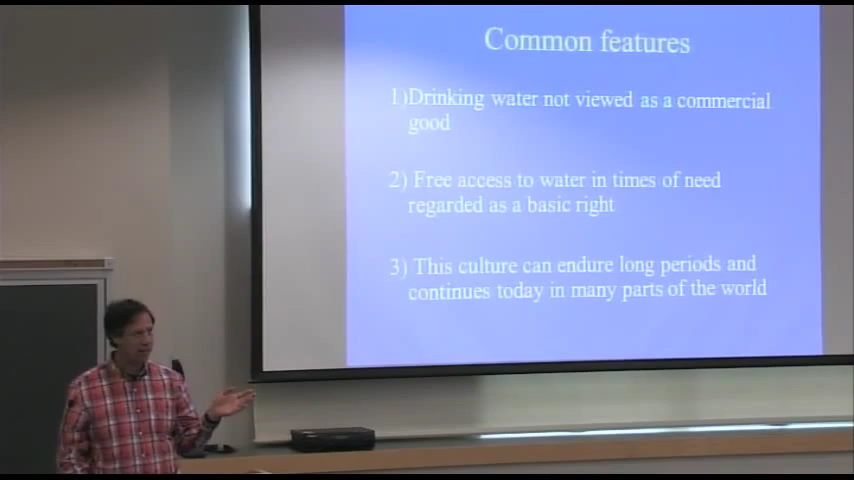 Common features
1)Drinking water not viewed as a commercial
good
2) Free access to water in times of need
regarded as a basic right
3) This culture can endure long periods and
continues today in many parts of the world